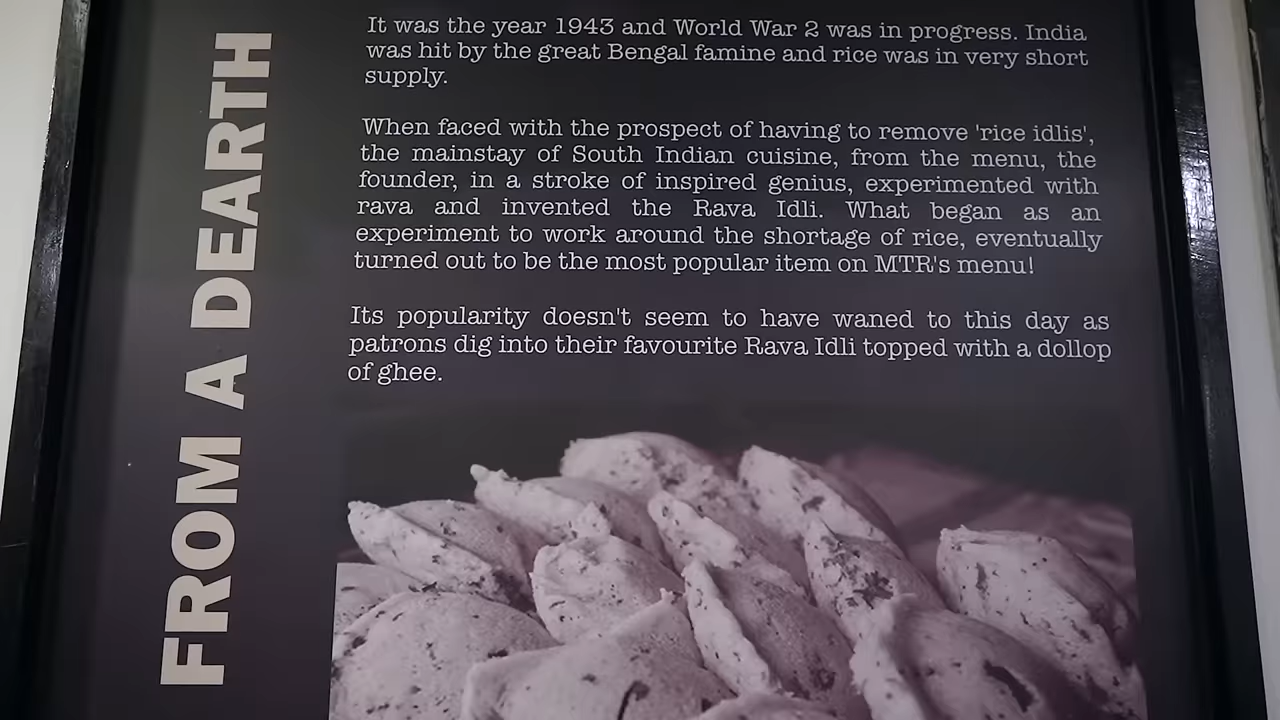 FROM A DEARTH
It was the year 1943 and World War 2 was in progress. India
was hit by the great Bengal famine and rice was in very short
supply.
When faced with the prospect of having to remove 'rice idlis',
the mainstay of South Indian cuisine, from the menu, the
founder, in a stroke of inspired genius, experimented with
rava and invented the Rava Idli. What began as an
experiment to work around the shortage of rice, eventually
turned out to be the most popular item on MTR's menu!
Its popularity doesn't seem to have waned to this day as
patrons dig into their favourite Rava Idli topped with a dollop
of ghee.